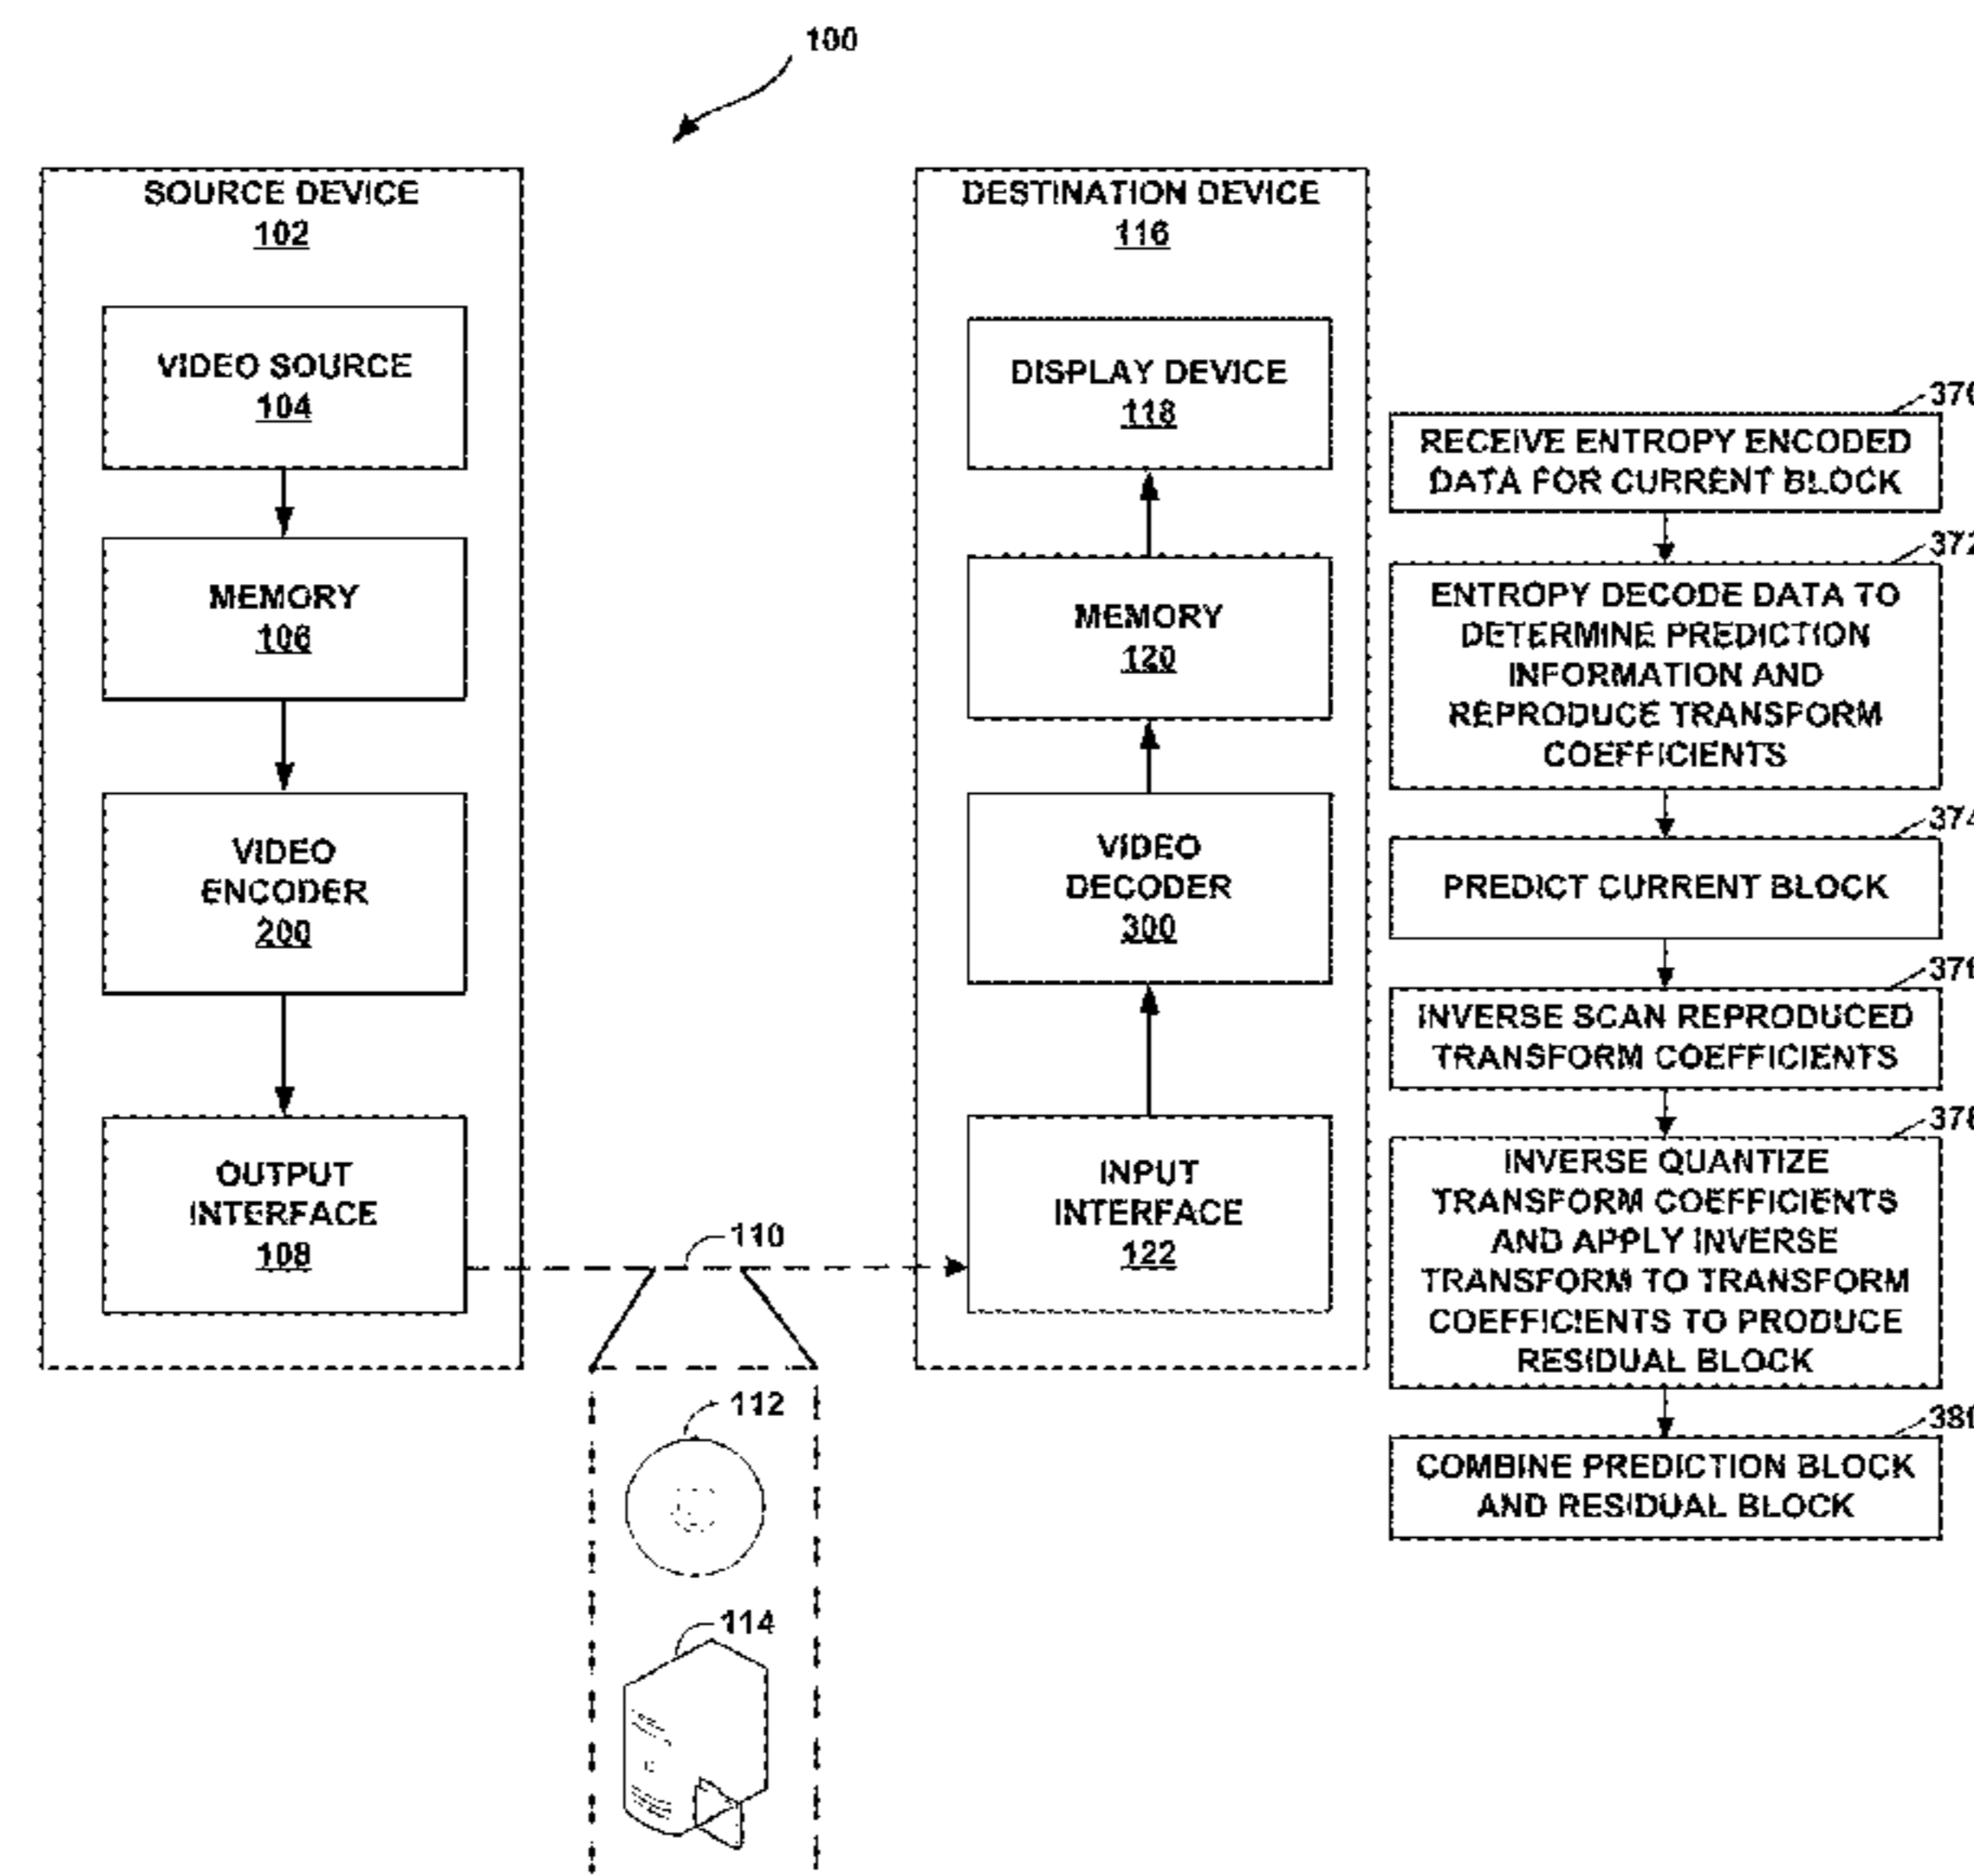 100
SOURCE DEVICE
102
VIDEO SOURCE
104
MEMORY
106
VIDEO
ENCODER
200
OUTPUT
INTERFACE
108
110
112
114
DESTINATION DEVICE
116
DISPLAY DEVICE
118
MEMORY
120
VIDEO
DECODER
300
INPUT
INTERFACE
122
RECEIVE ENTROPY ENCODED
DATA FOR CURRENT BLOCK
372
ENTROPY DECODE DATA TO
DETERMINE PREDICTION
INFORMATION AND
REPRODUCE TRANSFORM
COEFFICIENTS
374
PREDICT CURRENT BLOCK
INVERSE SCAN REPRODUCED
TRANSFORM COEFFICIENTS
INVERSE QUANTIZE
TRANSFORM COEFFICIENTS
AND APPLY INVERSE
TRANSFORM TO TRANSFORM
COEFFICIENTS TO PRODUCE
RESIDUAL BLOCK
COMBINE PREDICTION BLOCK
AND RESIDUAL BLOCK